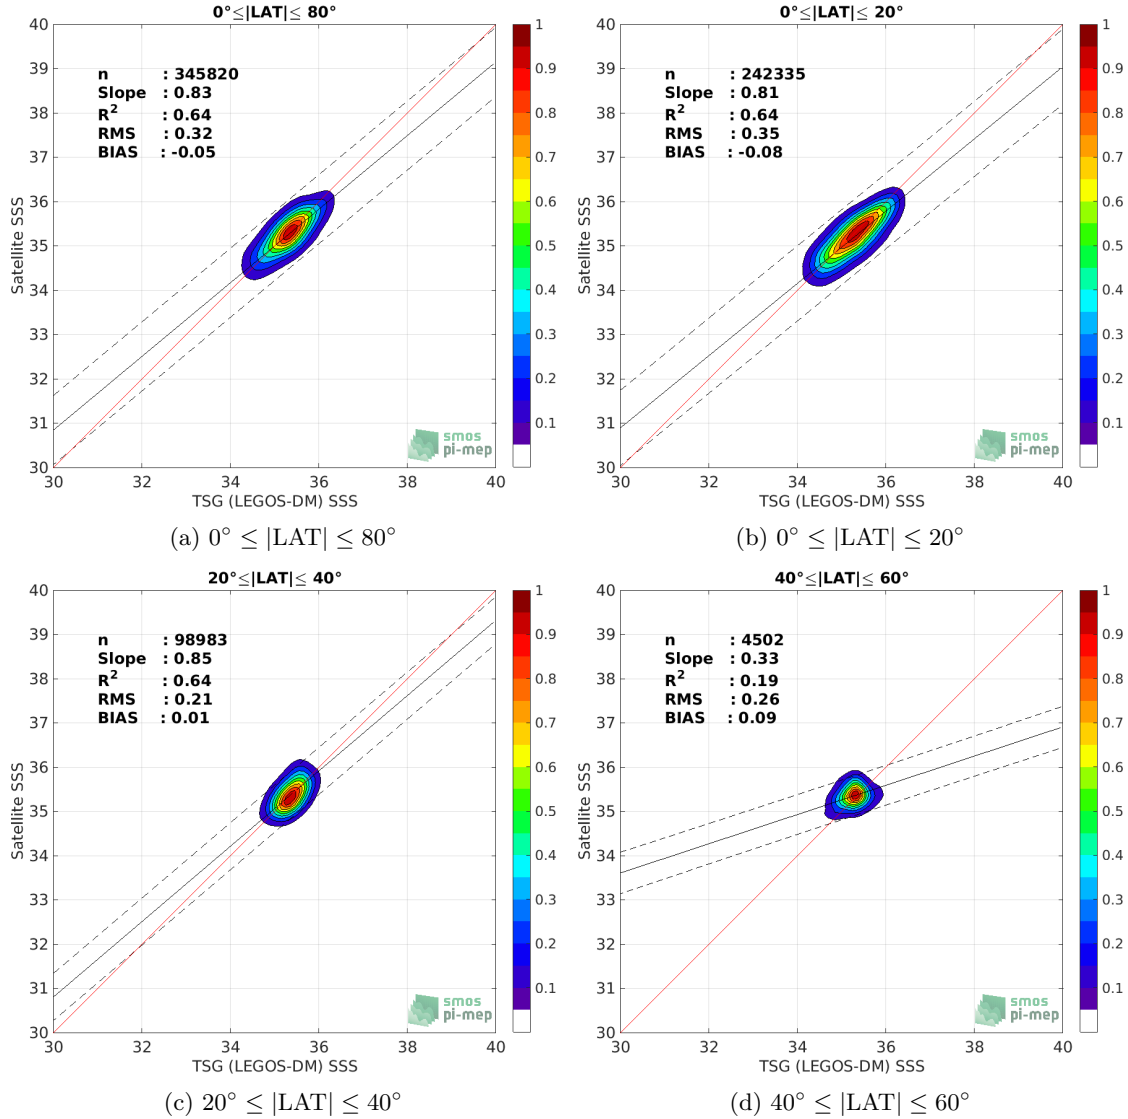 0°≤|LAT|≤ 80°
n : 345820
Slope : 0.83
R2 : 0.64
RMS : 0.32
BIAS : -0.05
40
39
38
37
36
35
34
33
32
31
30
Satellite SSS
30 32 34 36 38 40
TSG (LEGOS-DM) SSS
smos
pi-mep
1
0.9
0.8
0.7
0.6
0.5
0.4
0.3
0.2
0.1
(a) 0° ≤ |LAT| ≤ 80°
0°≤|LAT|≤ 20°
n : 242335
Slope : 0.81
R2 : 0.64
RMS : 0.35
BIAS : -0.08
40
39
38
37
36
35
34
33
32
31
30
Satellite SSS
30 32 34 36 38 40
TSG (LEGOS-DM) SSS
smos
pi-mep
1
0.9
0.8
0.7
0.6
0.5
0.4
0.3
0.2
0.1
(b) 0° ≤ |LAT| ≤ 20°
20°≤|LAT|≤ 40°
n : 98983
Slope : 0.85
R2 : 0.64
RMS : 0.21
BIAS : 0.01
40
39
38
37
36
35
34
33
32
31
30
Satellite SSS
30 32 34 36 38 40
TSG (LEGOS-DM) SSS
smos
pi-mep
1
0.9
0.8
0.7
0.6
0.5
0.4
0.3
0.2
0.1
(c) 20° ≤ |LAT| ≤ 40°
40°≤|LAT|≤ 60°
n : 4502
Slope : 0.33
R2 : 0.19
RMS : 0.26
BIAS : 0.09
40
39
38
37
36
35
34
33
32
31
30
Satellite SSS
30 32 34 36 38 40
TSG (LEGOS-DM) SSS
smos
pi-mep
1
0.9
0.8
0.7
0.6
0.5
0.4
0.3
0.2
0.1
(d) 40° ≤ |LAT| ≤ 60°